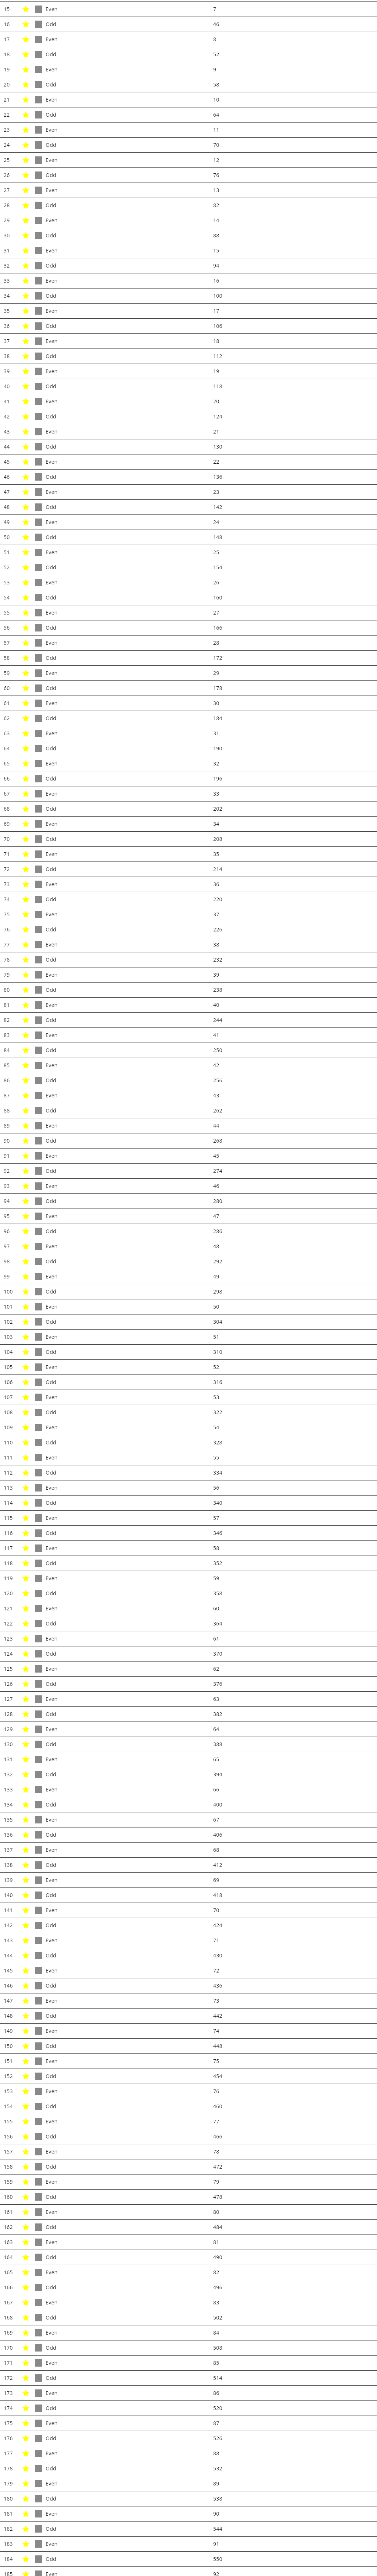 15 Even 7
16 Odd 46
17 Even 8
18 Odd 52
19 Even 9
20 Odd 58
21 Even 10
22 Odd 64
23 Even 11
24 Odd 70
25 Even 12
26 Odd 76
27 Even 13
28 Odd 82
29 Even 14
30 Odd 88
31 Even 15
32 Odd 94
33 Even 16
34 Odd 100
35 Even 17
36 Odd 106
37 Even 18
38 Odd 112
39 Even 19
40 Odd 118
41 Even 20
42 Odd 124
43 Even 21
44 Odd 130
45 Even 22
46 Odd 136
47 Even 23
48 Odd 142
49 Even 24
50 Odd 148
51 Even 25
52 Odd 154
53 Even 26
54 Odd 160
55 Even 27
56 Odd 166
57 Even 28
58 Odd 172
59 Even 29
60 Odd 178
61 Even 30
62 Odd 184
63 Even 31
64 Odd 190
65 Even 32
66 Odd 196
67 Even 33
68 Odd 202
69 Even 34
70 Odd 208
71 Even 35
72 Odd 214
73 Even 36
74 Odd 220
75 Even 37
76 Odd 226
77 Even 38
78 Odd 232
79 Even 39
80 Odd 238
81 Even 40
82 Odd 244
83 Even 41
84 Odd 250
85 Even 42
86 Odd 256
87 Even 43
88 Odd 262
89 Even 44
90 Odd 268
91 Even 45
92 Odd 274
93 Even 46
94 Odd 280
95 Even 47
96 Odd 286
97 Even 48
98 Odd 292
99 Even 49
100 Odd 298
101 Even 50
102 Odd 304
103 Even 51
104 Odd 310
105 Even 52
106 Odd 316
107 Even 53
108 Odd 322
109 Even 54
110 Odd 328
111 Even 55
112 Odd 334
113 Even 56
114 Odd 340
115 Even 57
116 Odd 346
117 Even 58
118 Odd 352
119 Even 59
120 Odd 358
121 Even 60
122 Odd 364
123 Even 61
124 Odd 370
125 Even 62
126 Odd 376
127 Even 63
128 Odd 382
129 Even 64
130 Odd 388
131 Even 65
132 Odd 394
133 Even 66
134 Odd 400
135 Even 67
136 Odd 406
137 Even 68
138 Odd 412
139 Even 69
140 Odd 418
141 Even 70
142 Odd 424
143 Even 71
144 Odd 430
145 Even 72
146 Odd 436
147 Even 73
148 Odd 442
149 Even 74
150 Odd 448
151 Even 75
152 Odd 454
153 Even 76
154 Odd 460
155 Even 77
156 Odd 466
157 Even 78
158 Odd 472
159 Even 79
160 Odd 478
161 Even 80
162 Odd 484
163 Even 81
164 Odd 490
165 Even 82
166 Odd 496
167 Even 83
168 Odd 502
169 Even 84
170 Odd 508
171 Even 85
172 Odd 514
173 Even 86
174 Odd 520
175 Even 87
176 Odd 526
177 Even 88
178 Odd 532
179 Even 89
180 Odd 538
181 Even 90
182 Odd 544
183 Even 91
184 Odd 550
185 Even 92